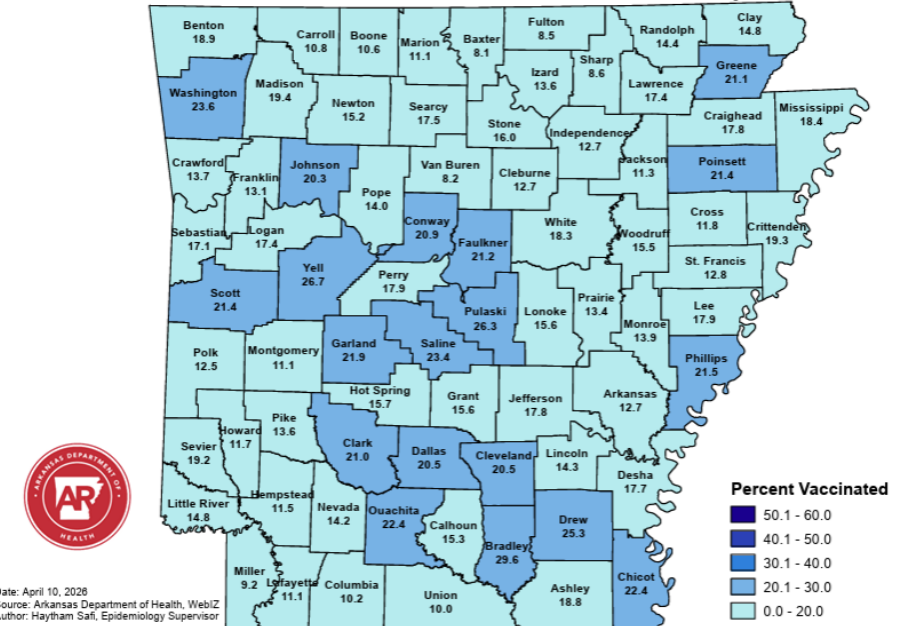 Benton
18.9
Carroll
10.8
Boone
10.6
Marion
11.1
Baxter
8.1
Fulton
8.5
Randolph
14.4
Clay
14.8
Sharp
8.6
Greene
21.1
Washington
23.6
Madison
19.4
Newton
15.2
Searcy
17.5
Izard
13.6
Lawrence
17.4
Stone
16.0
Independence
12.7
Craighead
17.8
Mississippi
18.4
Crawford
13.7
Franklin
13.1
Johnson
20.3
Pope
14.0
Van Buren
8.2
Cleburne
12.7
Jackson
11.3
Poinsett
21.4
Sebastian
17.1
Logan
17.4
Conway
20.9
Faulkner
21.2
White
18.3
Woodruff
15.5
Cross
11.8
Crittenden
19.3
St. Francis
12.8
Scott
21.4
Yell
26.7
Perry
17.9
Pulaski
26.3
Lonoke
15.6
Prairie
13.4
Monroe
13.9
Lee
17.9
Polk
12.5
Montgomery
11.1
Garland
21.9
Saline
23.4
Phillips
21.5
Hot Spring
15.7
Grant
15.6
Jefferson
17.8
Arkansas
12.7
Sevier
19.2
Howard
11.7
Pike
13.6
Clark
21.0
Dallas
20.5
Cleveland
20.5
Lincoln
14.3
Desha
17.7
Little River
14.8
Hempstead
11.5
Nevada
14.2
Ouachita
22.4
Calhoun
15.3
Bradley
29.6
Drew
25.3
Miller
9.2
Lafayette
11.1
Columbia
10.2
Union
10.0
Ashley
18.8
Chicot
22.4
ARKANSAS DEPARTMENT OF
AR
HEALTH
Percent Vaccinated
50.1 - 60.0
40.1 - 50.0
30.1 - 40.0
20.1 - 30.0
0.0 - 20.0
Date: April 10, 2026
Source: Arkansas Department of Health, WebIZ
Author: Haytham Safi, Epidemiology Supervisor